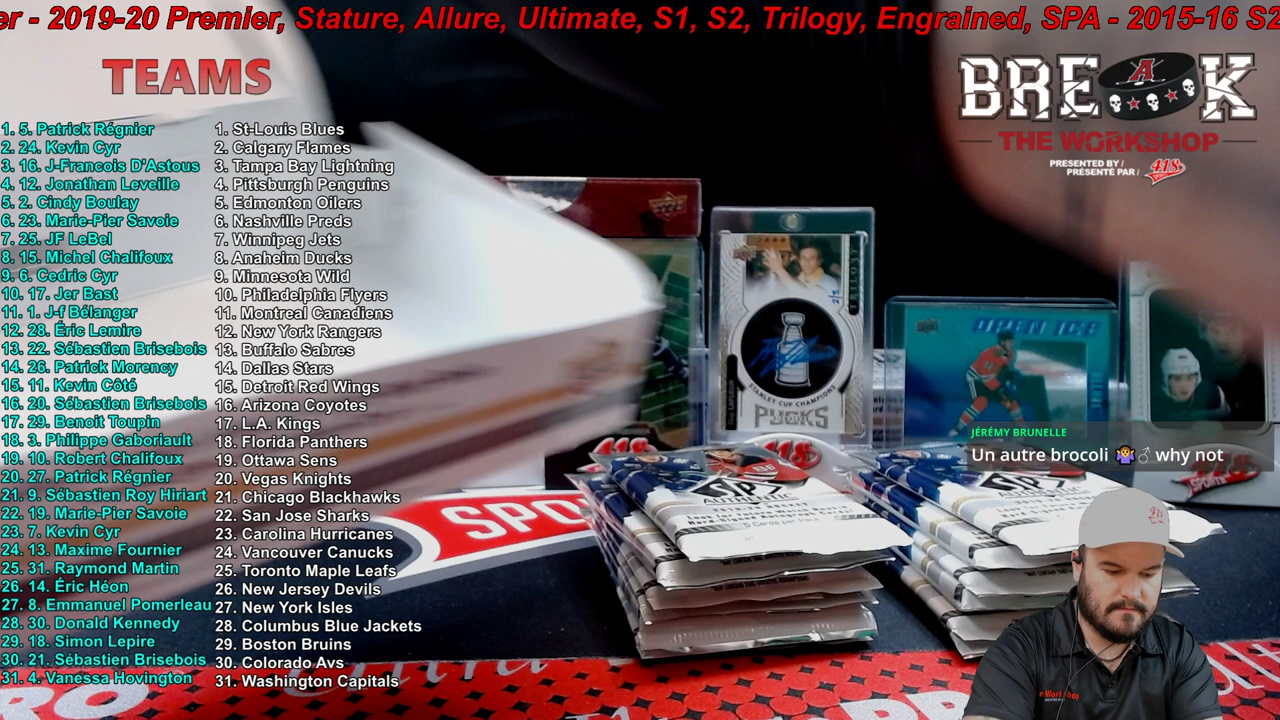 er - 2019-20 Premier, Stature, Allure, Ultimate, S1, S2, Trilogy, Engrained, SPA - 2015-16 S2
TEAMS
1. 5. Patrick Régnier
2. 24. Kevin Cyr
3. 16. J-Francois D'Astous
4. 12. Jonathan Leveille
5. 2. Cindy Boulay
6. 23. Marie-Pier Savoie
7. 25. JF LeBel
8. 15. Michel Chalifoux
9. 6. Cedric Cyr
10. 17. Jer Bast
11. 1. J-f Bélanger
12. 28. Éric Lemire
13. 22. Sébastien Brisebois
14. 26. Patrick Morency
15. 11. Kevin Côté
16. 20. Sébastien Brisebois
17. 29. Benoit Toupin
18. 3. Philippe Gaboriault
19. 10. Robert Chalifoux
20. 27. Patrick Régnier
21. 9. Sébastien Roy Hiriart
22. 19. Marie-Pier Savoie
23. 7. Kevin Cyr
24. 13. Maxime Fournier
25. 31. Raymond Martin
26. 14. Éric Héon
27. 8. Emmanuel Pomerleau
28. 30. Donald Kennedy
29. 18. Simon Lepire
30. 21. Sébastien Brisebois
31. 4. Vanessa Hovington
1. St-Louis Blues
2. Calgary Flames
3. Tampa Bay Lightning
4. Pittsburgh Penguins
5. Edmonton Oilers
6. Nashville Preds
7. Winnipeg Jets
8. Anaheim Ducks
9. Minnesota Wild
10. Philadelphia Flyers
11. Montreal Canadiens
12. New York Rangers
13. Buffalo Sabres
14. Dallas Stars
15. Detroit Red Wings
16. Arizona Coyotes
17. L.A. Kings
18. Florida Panthers
19. Ottawa Sens
20. Vegas Knights
21. Chicago Blackhawks
22. San Jose Sharks
23. Carolina Hurricanes
24. Vancouver Canucks
25. Toronto Maple Leafs
26. New Jersey Devils
27. New York Isles
28. Columbus Blue Jackets
29. Boston Bruins
30. Colorado Avs
31. Washington Capitals
BREAK
THE WORKSHOP
PRESENTED BY /
PRÉSENTÉ PAR /
418
TRILOGY
STANLEY CUP CHAMPIONS
PUCKS
OPEN ICE
JÉRÉMY BRUNELLE
Un autre brocoli 🤷‍♂ why not
418
SPORTS
SPO
SP
AUTHENTIC